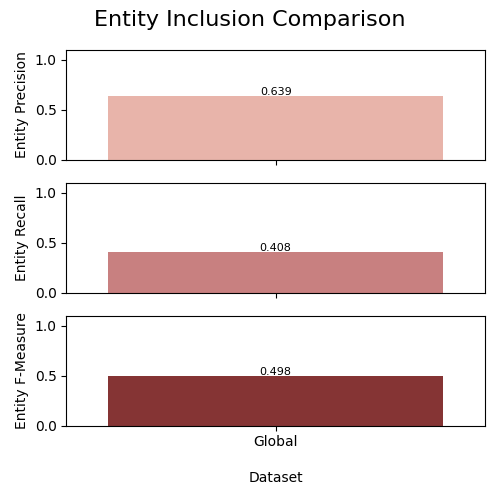 Entity Inclusion Comparison
1.0
0.639
0.5
0.0
Entity Precision
1.0
0.5
0.408
0.0
Entity Recall
1.0
0.5
0.498
0.0
Entity F-Measure
Global
Dataset